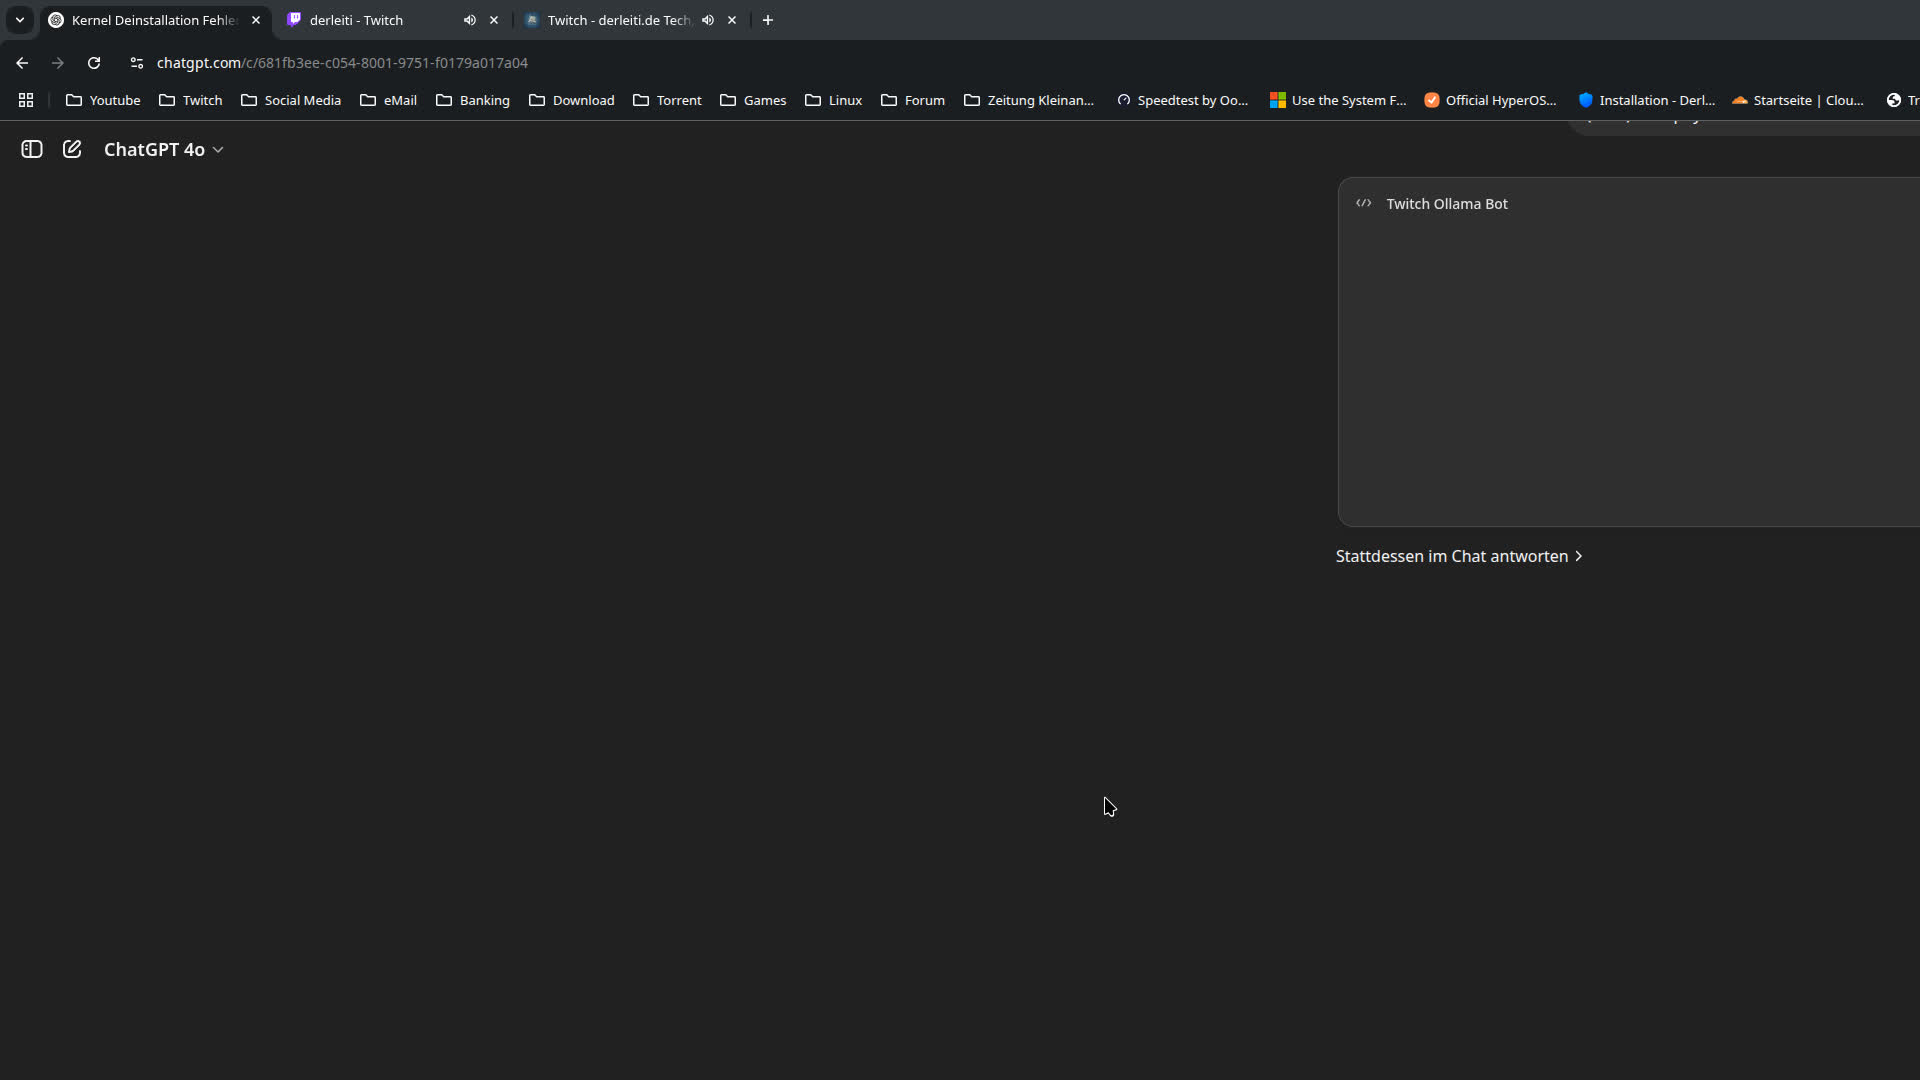 Kernel Deinstallation Fehle
derleiti - Twitch
Twitch - derleiti.de Tech,
chatgpt.com/c/681fb3ee-c054-8001-9751-f0179a017a04
Youtube Twitch Social Media eMail Banking Download Torrent Games Linux Forum Zeitung Kleinan... Speedtest by Oo... Use the System F... Official HyperOS... Installation - Derl... Startseite | Clou... Tr
ChatGPT 4o
Twitch Ollama Bot
Stattdessen im Chat antworten